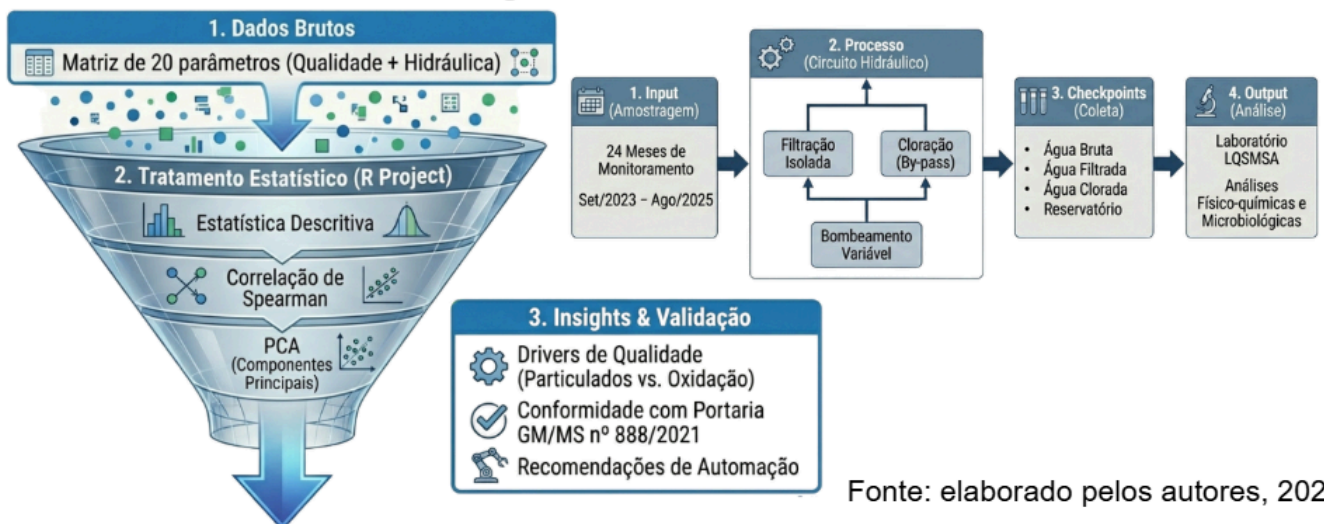 1. Dados Brutos
Matriz de 20 parâmetros (Qualidade + Hidráulica)
2. Tratamento Estatístico (R Project)
Estatística Descritiva
Correlação de
Spearman
PCA
(Componentes
Principais)
3. Insights & Validação
Drivers de Qualidade
(Particulados vs. Oxidação)
Conformidade com Portaria
GM/MS nº 888/2021
Recomendações de Automação
1. Input
(Amostragem)
24 Meses de
Monitoramento
Set/2023 – Ago/2025
2. Processo
(Circuito Hidráulico)
Filtração
Isolada
Cloração
(By-pass)
Bombeamento
Variável
3. Checkpoints
(Coleta)
• Água Bruta
• Água Filtrada
• Água Clorada
• Reservatório
4. Output
(Análise)
Laboratório
LQSMSA
Análises
Físico-químicas e
Microbiológicas
Fonte: elaborado pelos autores, 202